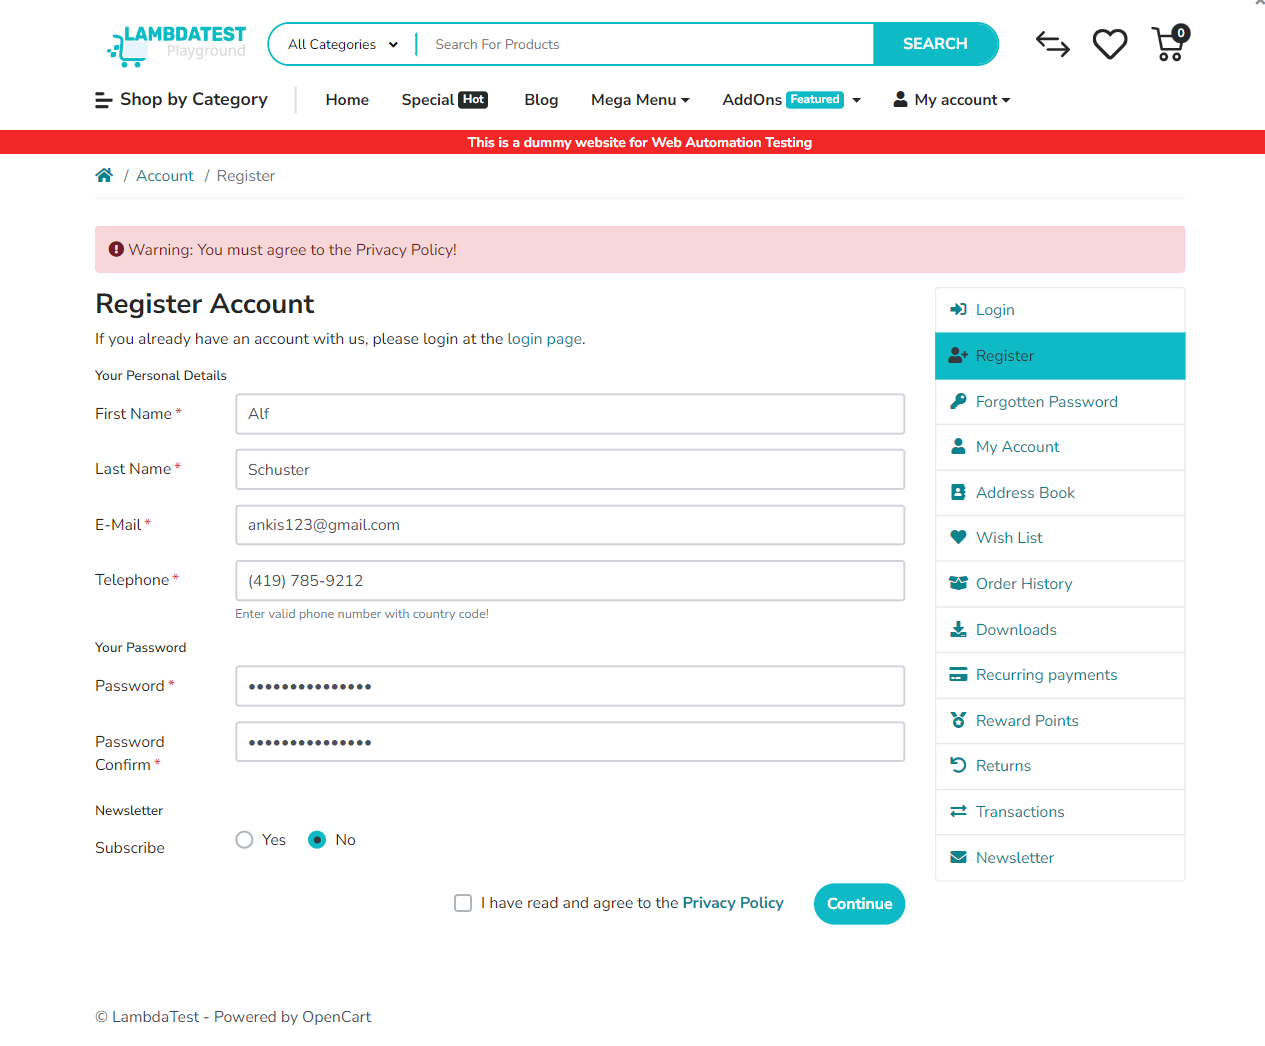 LAMBDATEST
Playground
All Categories
Search For Products
SEARCH
0
Shop by Category
Home
Special Hot
Blog
Mega Menu
AddOns Featured
My account
This is a dummy website for Web Automation Testing
/ Account / Register
Warning: You must agree to the Privacy Policy!
Register Account
If you already have an account with us, please login at the login page.
Your Personal Details
First Name *
Alf
Last Name *
Schuster
E-Mail *
ankis123@gmail.com
Telephone *
(419) 785-9212
Enter valid phone number with country code!
Your Password
Password *
•••••••••••••••
Password
Confirm *
•••••••••••••••
Newsletter
Subscribe
Yes
No
I have read and agree to the Privacy Policy
Continue
Login
Register
Forgotten Password
My Account
Address Book
Wish List
Order History
Downloads
Recurring payments
Reward Points
Returns
Transactions
Newsletter
© LambdaTest - Powered by OpenCart